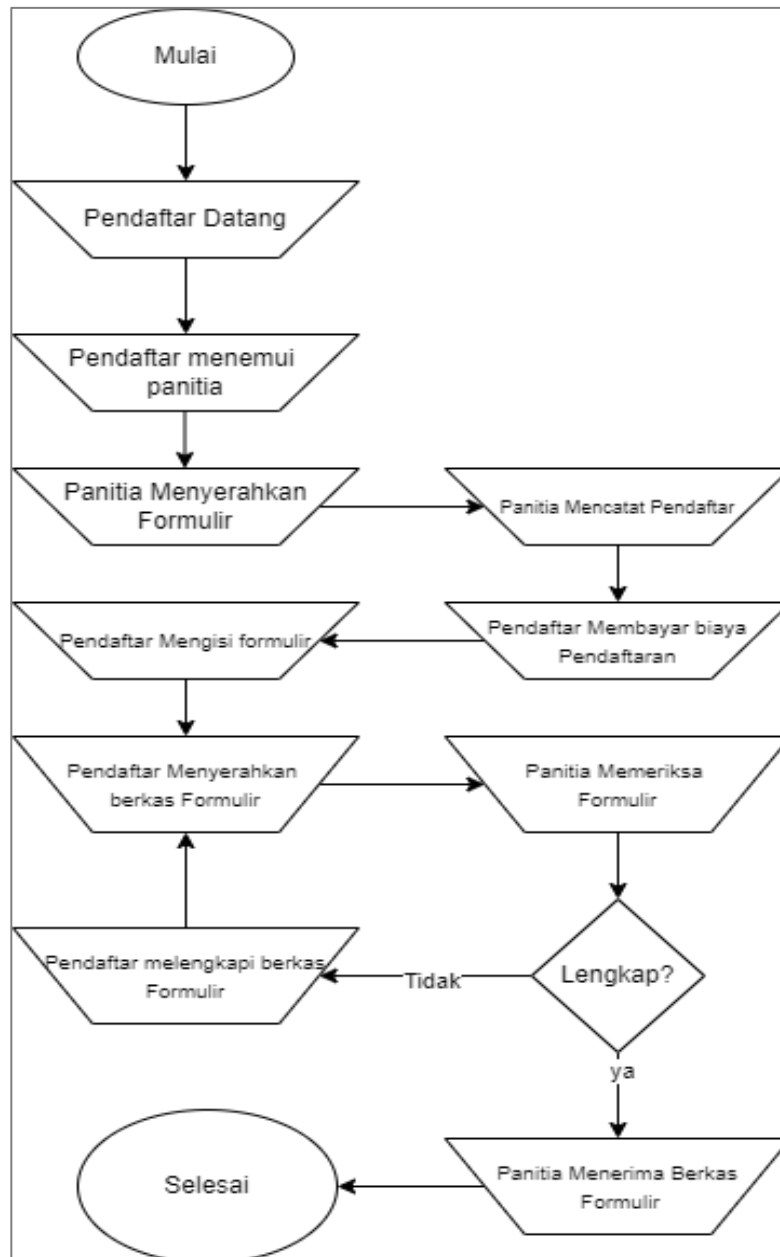 Mulai
Pendaftar Datang
Pendaftar menemui
panitia
Panitia Menyerahkan
Formulir
Panitia Mencatat Pendaftar
Pendaftar Membayar biaya
Pendaftaran
Pendaftar Mengisi formulir
Pendaftar Menyerahkan
berkas Formulir
Panitia Memeriksa
Formulir
Lengkap?
Tidak
Pendaftar melengkapi berkas
Formulir
ya
Panitia Menerima Berkas
Formulir
Selesai